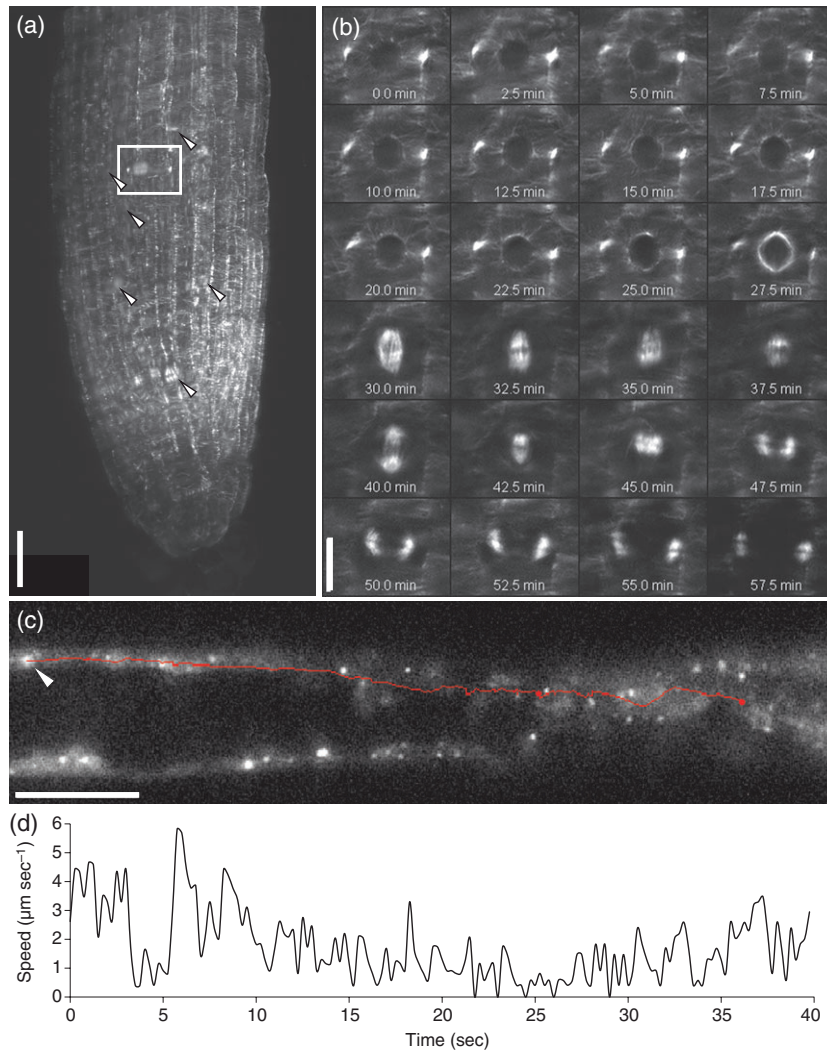 (a)
(b)
0.0 min
2.5 min
5.0 min
7.5 min
10.0 min
12.5 min
15.0 min
17.5 min
20.0 min
22.5 min
25.0 min
27.5 min
30.0 min
32.5 min
35.0 min
37.5 min
40.0 min
42.5 min
45.0 min
47.5 min
50.0 min
52.5 min
55.0 min
57.5 min
(c)
(d)
6
5
4
3
2
1
0
Speed (μm sec⁻¹)
0 5 10 15 20 25 30 35 40
Time (sec)